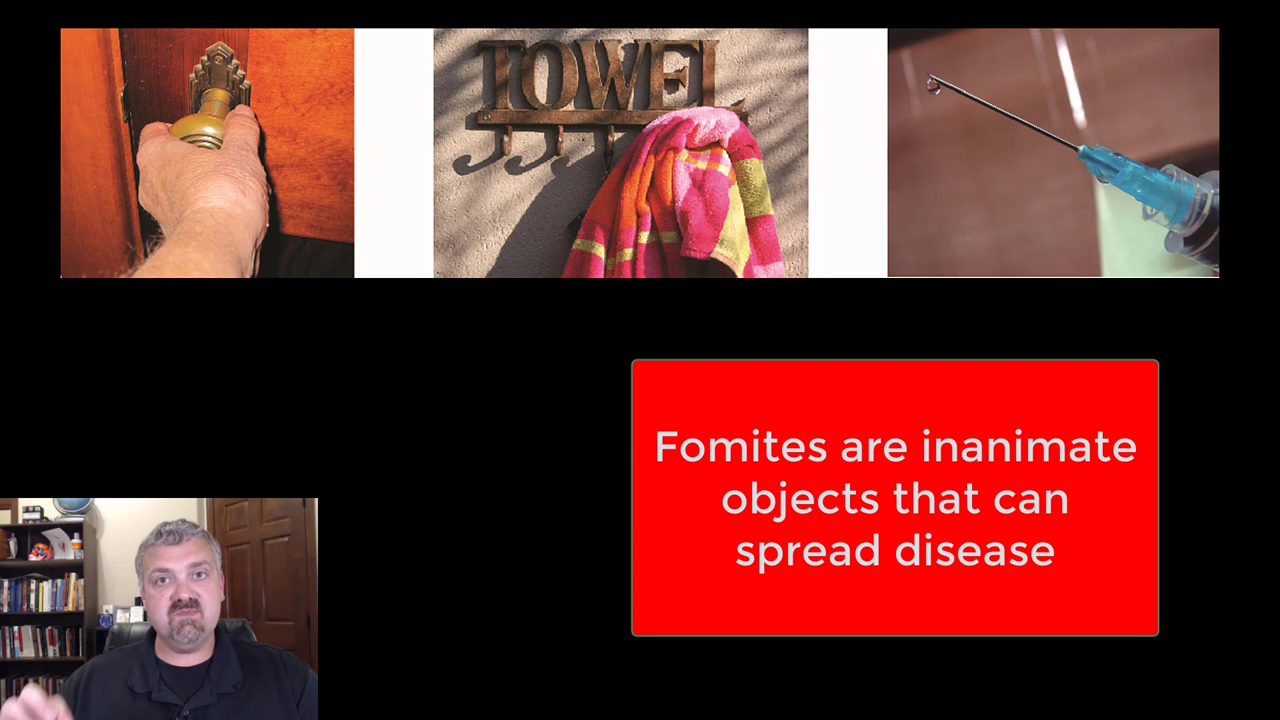 TOWEL
Fomites are inanimate
objects that can
spread disease